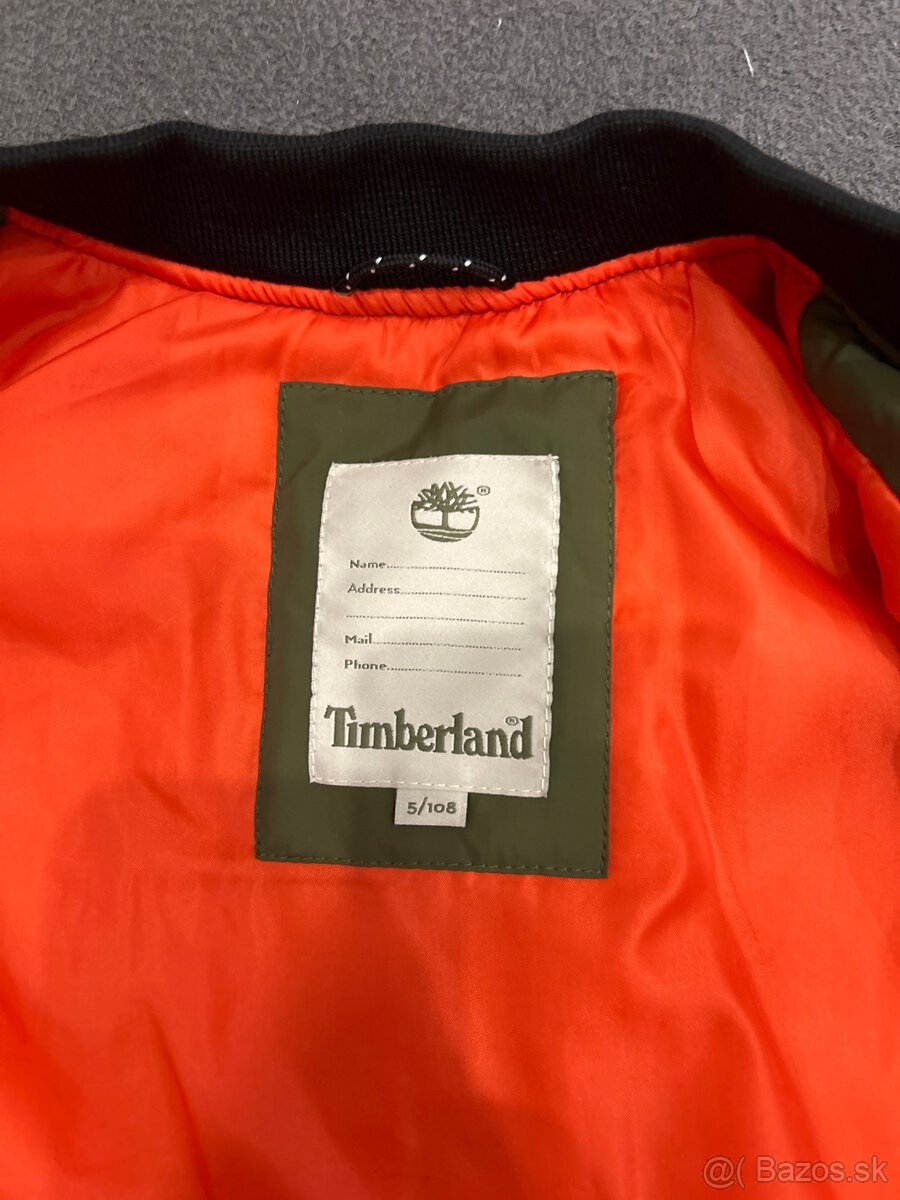 ®
Name
Address
Mail
Phone
Timberland®
5/108
@( Bazos.sk